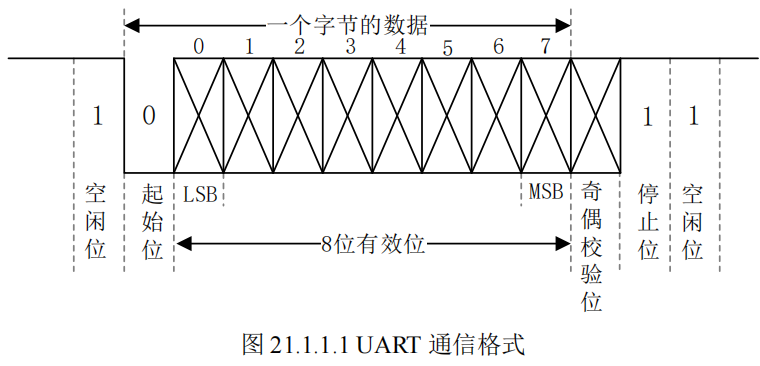 一个字节的数据
0 1 2 3 4 5 6 7
1 0 1 1
空闲位 起始位 LSB MSB 奇偶校验位 停止位 空闲位
8位有效位
图 21.1.1.1 UART 通信格式